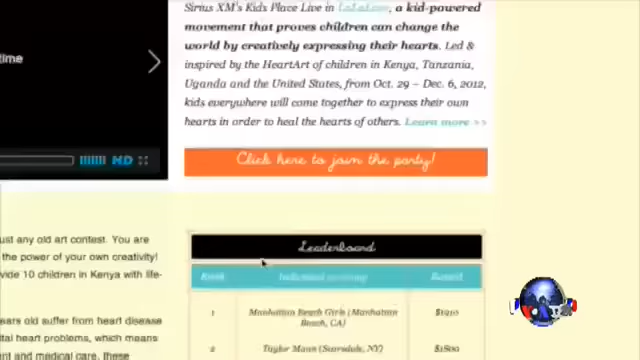 Sirius XM's Kids Place Live in LaLaLove, a kid-powered
movement that proves children can change the
world by creatively expressing their hearts. Led &
inspired by the HeartArt of children in Kenya, Tanzania,
Uganda and the United States, from Oct. 29 – Dec. 6, 2012,
kids everywhere will come together to express their own
hearts in order to heal the hearts of others. Learn more >>
Click here to join the party!
time
HD
ust any old art contest. You are
the power of your own creativity!
vide 10 children in Kenya with life-
ears old suffer from heart disease
ital heart problems, which means
ent and medical care, these
Leaderboard
Rank
Raised
1 Manhattan Beach Girls (Manhattan
Beach, CA)
2 Taylor Mann (Scarsdale, NY)